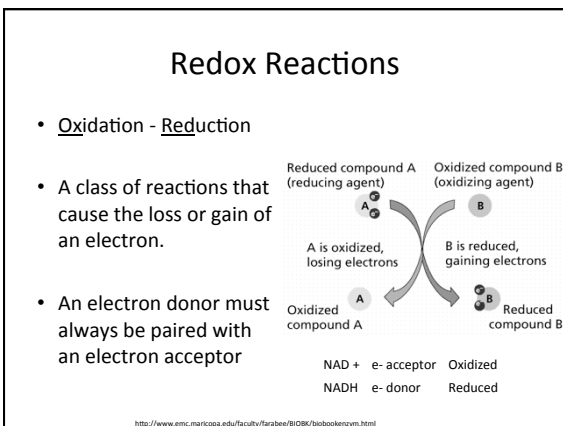 Redox Reactions
• Oxidation - Reduction
• A class of reactions that
cause the loss or gain of
an electron.
• An electron donor must
always be paired with
an electron acceptor
Reduced compound A
(reducing agent)
Oxidized compound B
(oxidizing agent)
e-
A
e-
B
A is oxidized,
losing electrons
B is reduced,
gaining electrons
A
Oxidized
compound A
e-
B
e-
Reduced
compound B
NAD + e- acceptor Oxidized
NADH e- donor Reduced
http://www.emc.maricopa.edu/faculty/farabee/BIOBK/biobookenzym.html